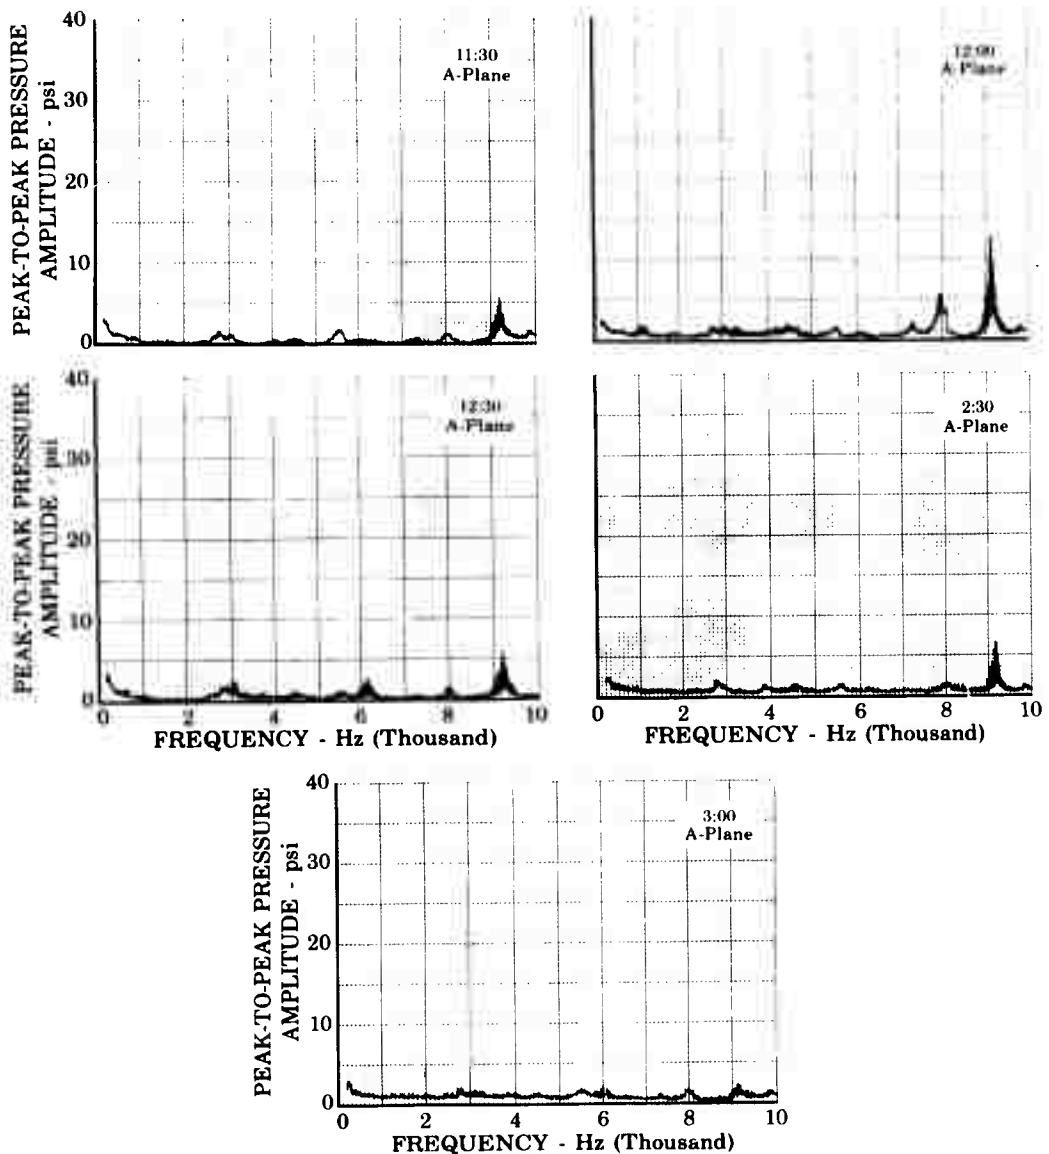 PEAK-TO-PEAK PRESSURE
AMPLITUDE - psi
40
30
20
10
0
11:30
A-Plane
12:00
A-Plane
PEAK-TO-PEAK PRESSURE
AMPLITUDE - psi
40
30
20
10
0
12:30
A-Plane
0 2 4 6 8 10
FREQUENCY - Hz (Thousand)
2:30
A-Plane
0 2 4 6 8 10
FREQUENCY - Hz (Thousand)
PEAK-TO-PEAK PRESSURE
AMPLITUDE - psi
40
30
20
10
0
3:00
A-Plane
0 2 4 6 8 10
FREQUENCY - Hz (Thousand)